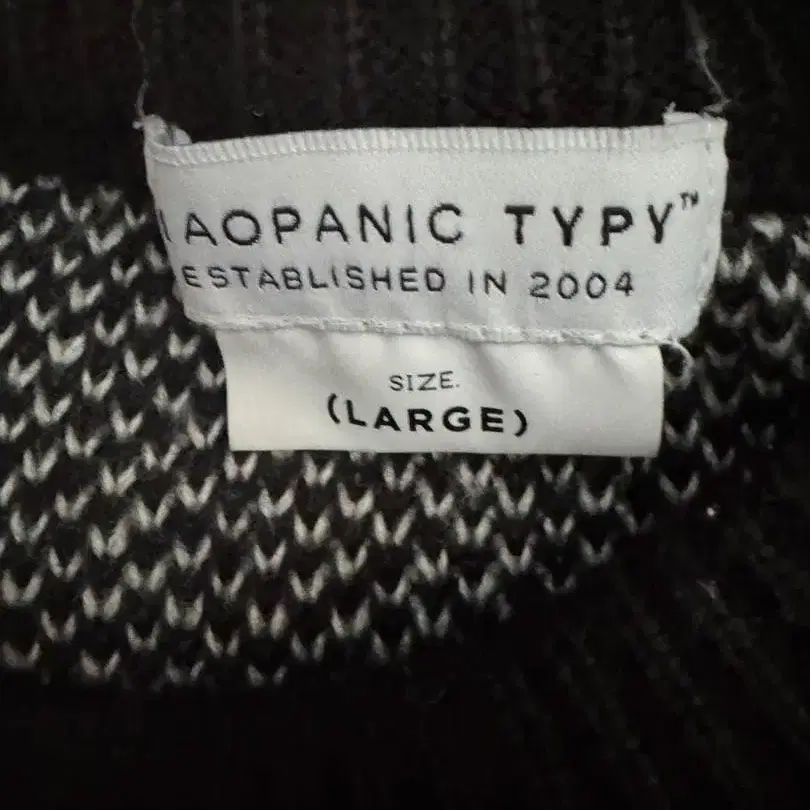 AOPANIC TYPY™
ESTABLISHED IN 2004
SIZE.
(LARGE)